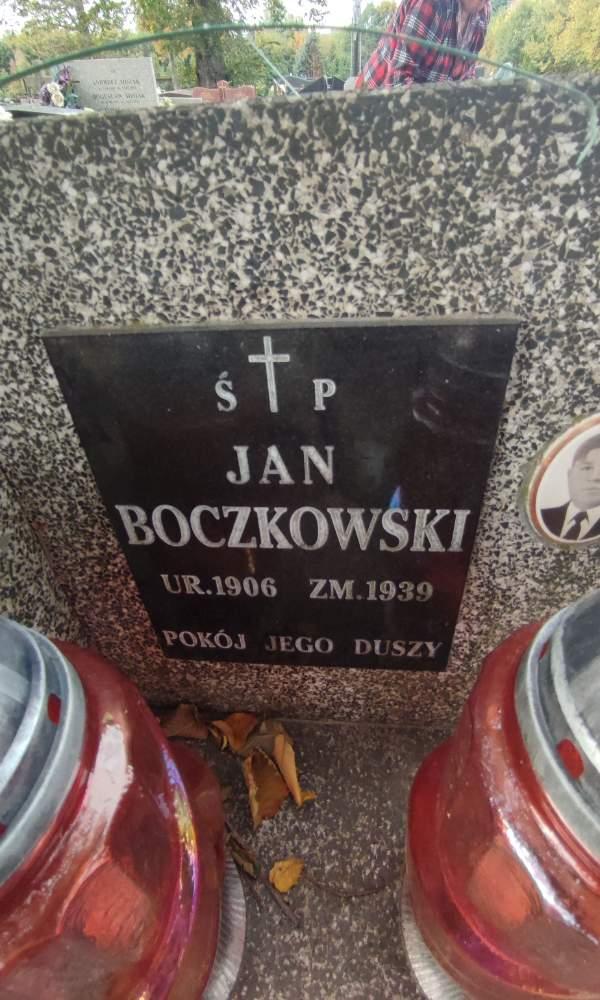 Ś P
JAN
BOCZKOWSKI
UR.1906 ZM.1939
POKÓJ JEGO DUSZY